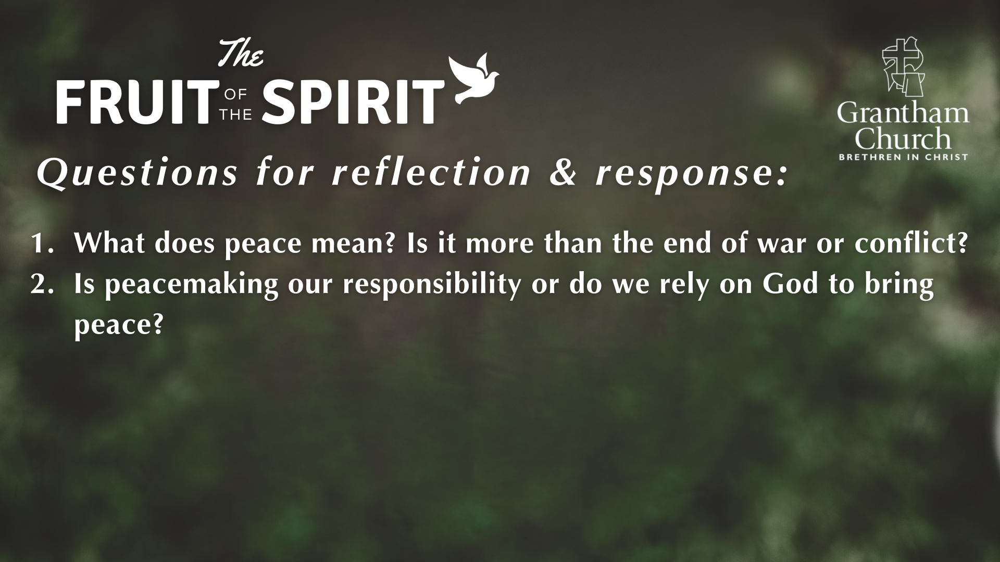 The
FRUIT OF THE SPIRIT
Grantham
Church
BRETHREN IN CHRIST
Questions for reflection & response:
1. What does peace mean? Is it more than the end of war or conflict?
2. Is peacemaking our responsibility or do we rely on God to bring
peace?